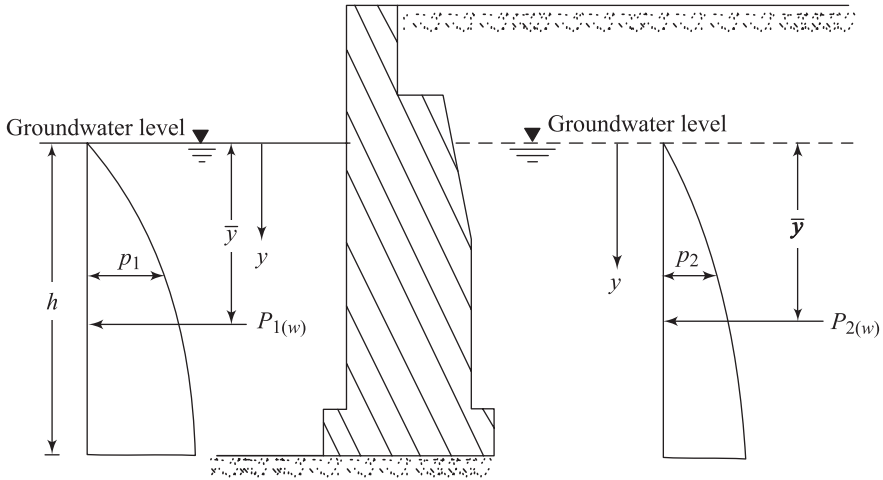 Groundwater level
Groundwater level
y̅
y̅
p₁
y
p₂
y
h
P₁₍w₎
P₂₍w₎